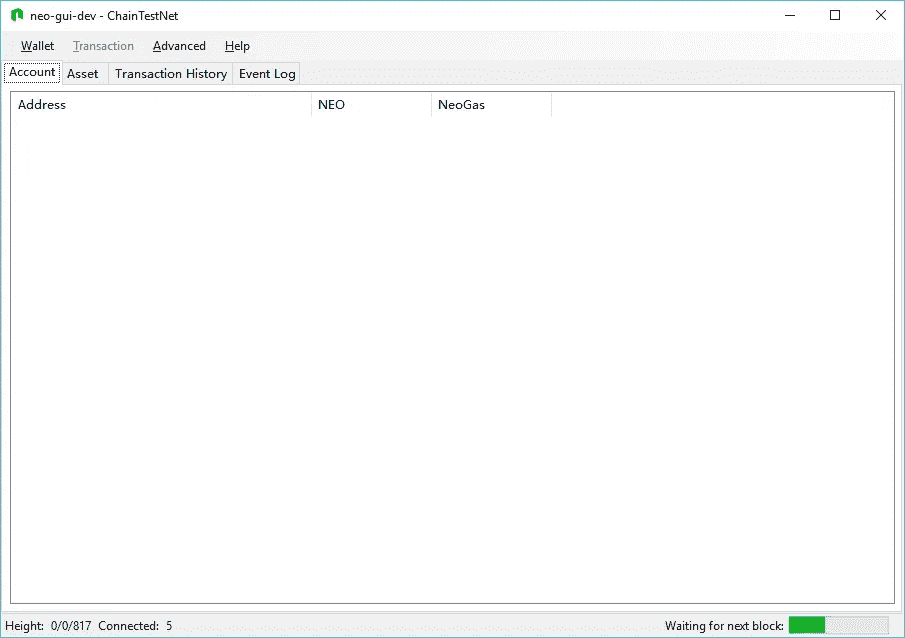 neo-gui-dev - ChainTestNet
Wallet Transaction Advanced Help
Account Asset Transaction History Event Log
Address NEO NeoGas
Height: 0/0/817 Connected: 5 Waiting for next block: